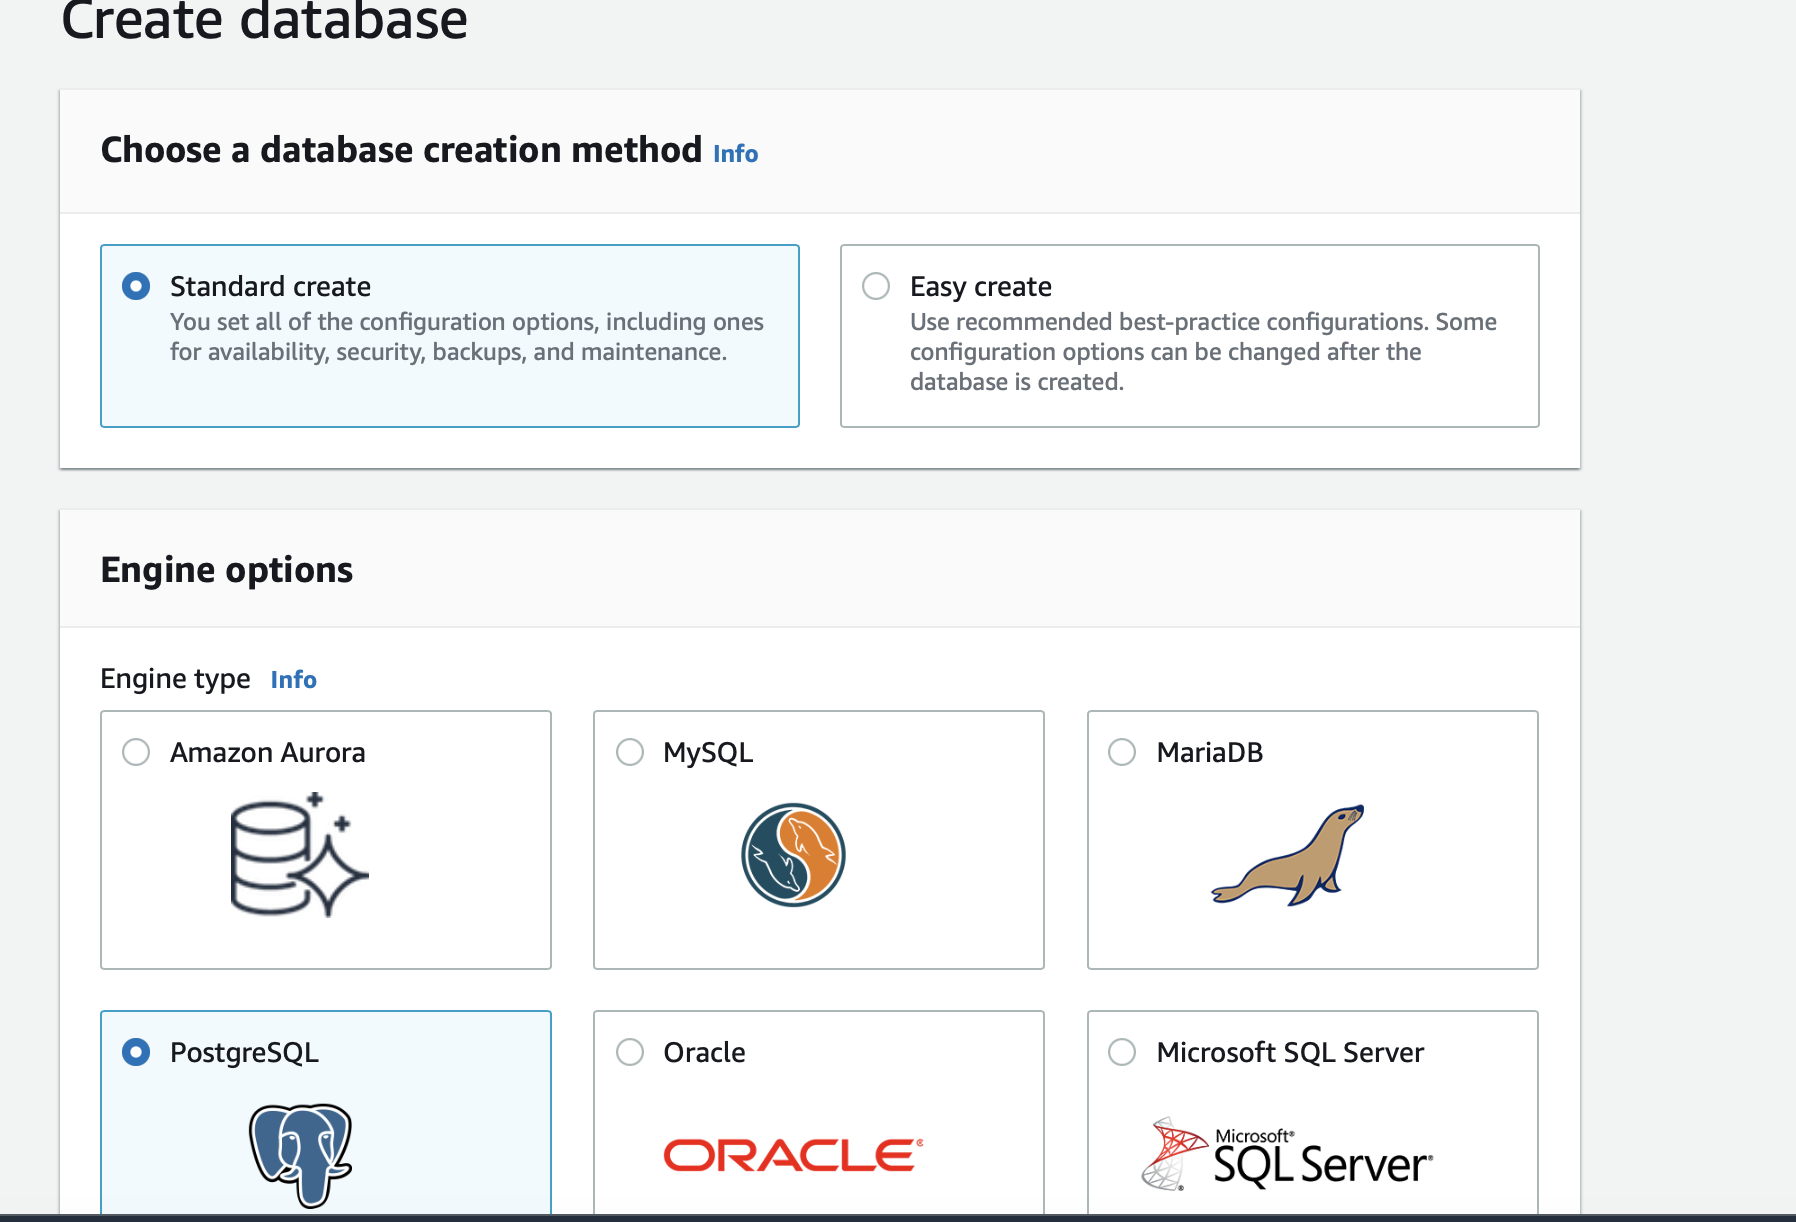 Create database
Choose a database creation method Info
Standard create
You set all of the configuration options, including ones
for availability, security, backups, and maintenance.
Easy create
Use recommended best-practice configurations. Some
configuration options can be changed after the
database is created.
Engine options
Engine type Info
Amazon Aurora
MySQL
MariaDB
PostgreSQL
Oracle
ORACLE®
Microsoft SQL Server
Microsoft®
SQL Server®